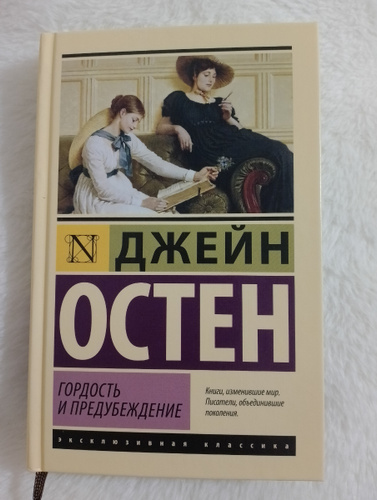 N
ДЖЕЙН
ОСТЕН
ГОРДОСТЬ
И ПРЕДУБЕЖДЕНИЕ
Книги, изменившие мир.
Писатели, объединившие
поколения.
эксклюзивная классика